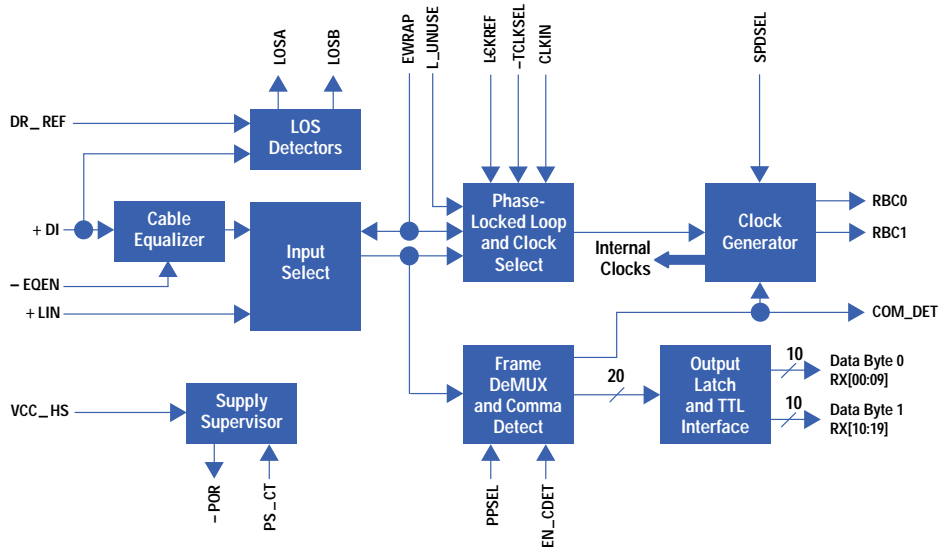 LOSA
LOSB
EWRAP
L_UNUSE
LCKREF
-TCLKSEL
CLKIN
SPDSEL
DR_REF
LOS
Detectors
+ DI
Cable
Equalizer
Input
Select
Phase-
Locked Loop
and Clock
Select
Clock
Generator
RBC0
RBC1
Internal
Clocks
– EQEN
+ LIN
COM_DET
Frame
DeMUX
and Comma
Detect
20
Output
Latch
and TTL
Interface
10
Data Byte 0
RX[00:09]
10
Data Byte 1
RX[10:19]
VCC_HS
Supply
Supervisor
– POR
PS_CT
PPSEL
EN_CDET